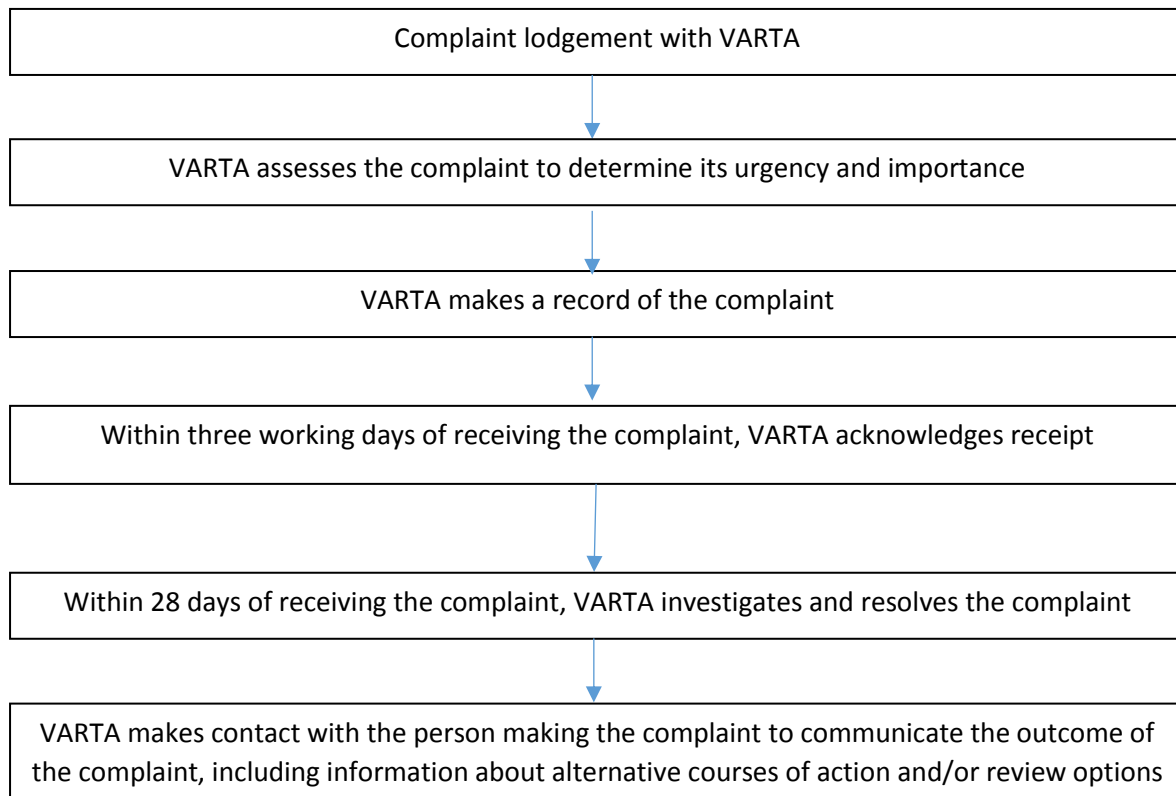 Complaint lodgement with VARTA
VARTA assesses the complaint to determine its urgency and importance
VARTA makes a record of the complaint
Within three working days of receiving the complaint, VARTA acknowledges receipt
Within 28 days of receiving the complaint, VARTA investigates and resolves the complaint
VARTA makes contact with the person making the complaint to communicate the outcome of
the complaint, including information about alternative courses of action and/or review options